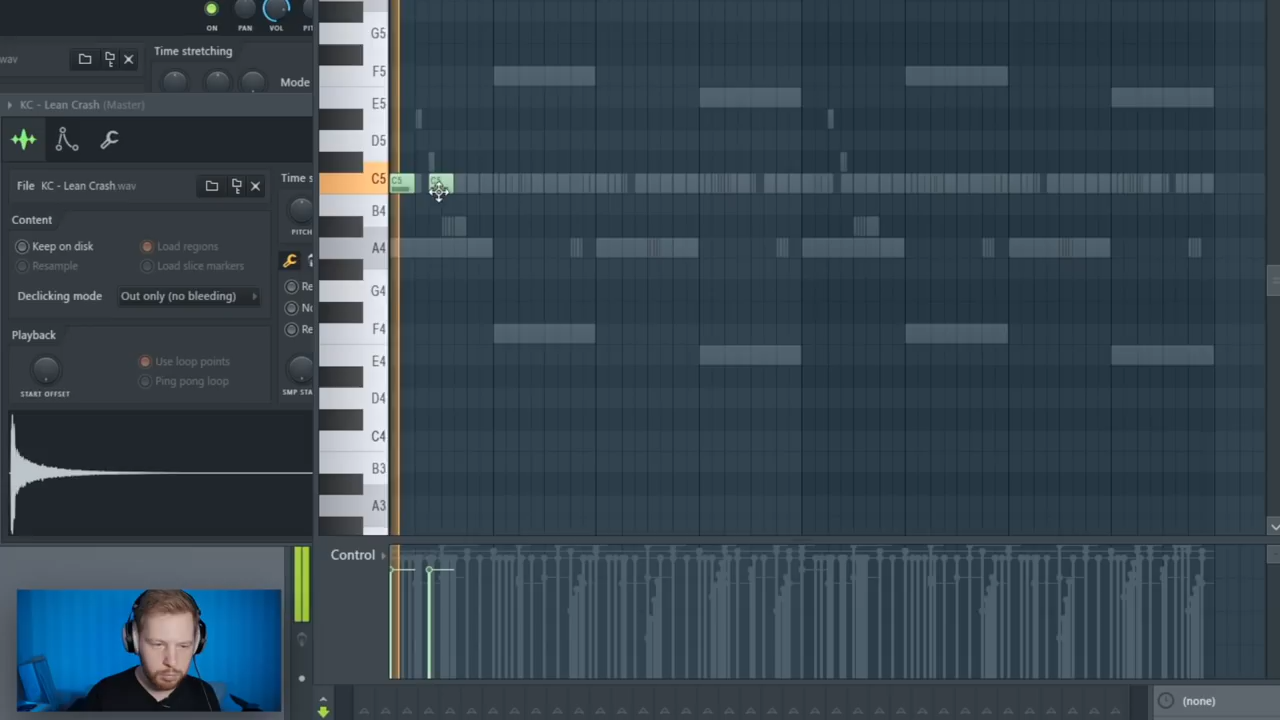 ON PAN VOL
wav
Time stretching
Mode
KC - Lean Crash (Master)
File KC - Lean Crash.wav
Time s
Content
Keep on disk
Load regions
Resample
Load slice markers
Declicking mode
Out only (no bleeding)
PITCH
Re
No
Re
Playback
Use loop points
Ping pong loop
START OFFSET
SMP STA
G5
F5
E5
D5
C5
C5
C5
B4
A4
G4
F4
E4
D4
C4
B3
A3
Control
(none)